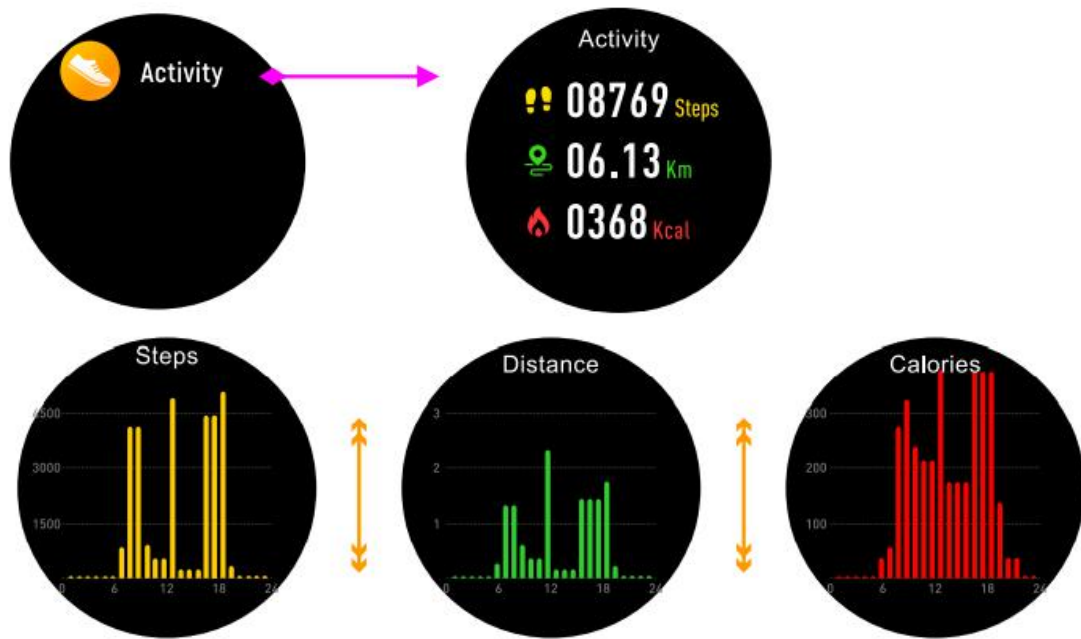 Activity
Activity
08769 Steps
06.13 Km
0368 Kcal
Steps
4500
3000
1500
0 6 12 18 24
Distance
3
2
1
0 6 12 18 24
Calories
300
200
100
0 6 12 18 24